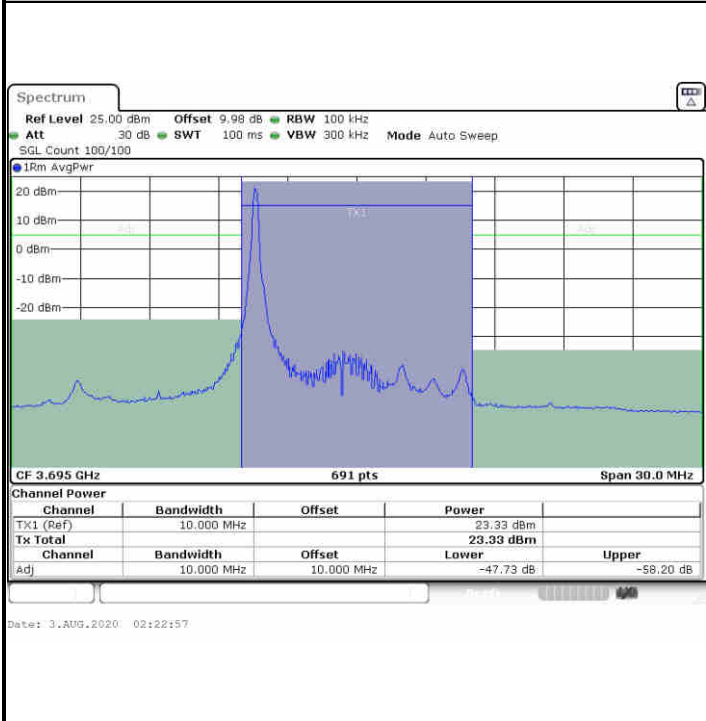 Spectrum
Ref Level 25.00 dBm Offset 9.98 dB RBW 100 kHz
Att 30 dB SWT 100 ms VBW 300 kHz Mode Auto Sweep
SGL Count 100/100
1Rm AvgPwr
20 dBm
TX1
10 dBm
Adj Adj
0 dBm
-10 dBm
-20 dBm
CF 3.695 GHz 691 pts Span 30.0 MHz
Channel Power
Channel Bandwidth Offset Power
TX1 (Ref) 10.000 MHz 23.33 dBm
Tx Total 23.33 dBm
Channel Bandwidth Offset Lower Upper
Adj 10.000 MHz 10.000 MHz -47.73 dB -58.20 dB
Date: 3.AUG.2020 02:22:57